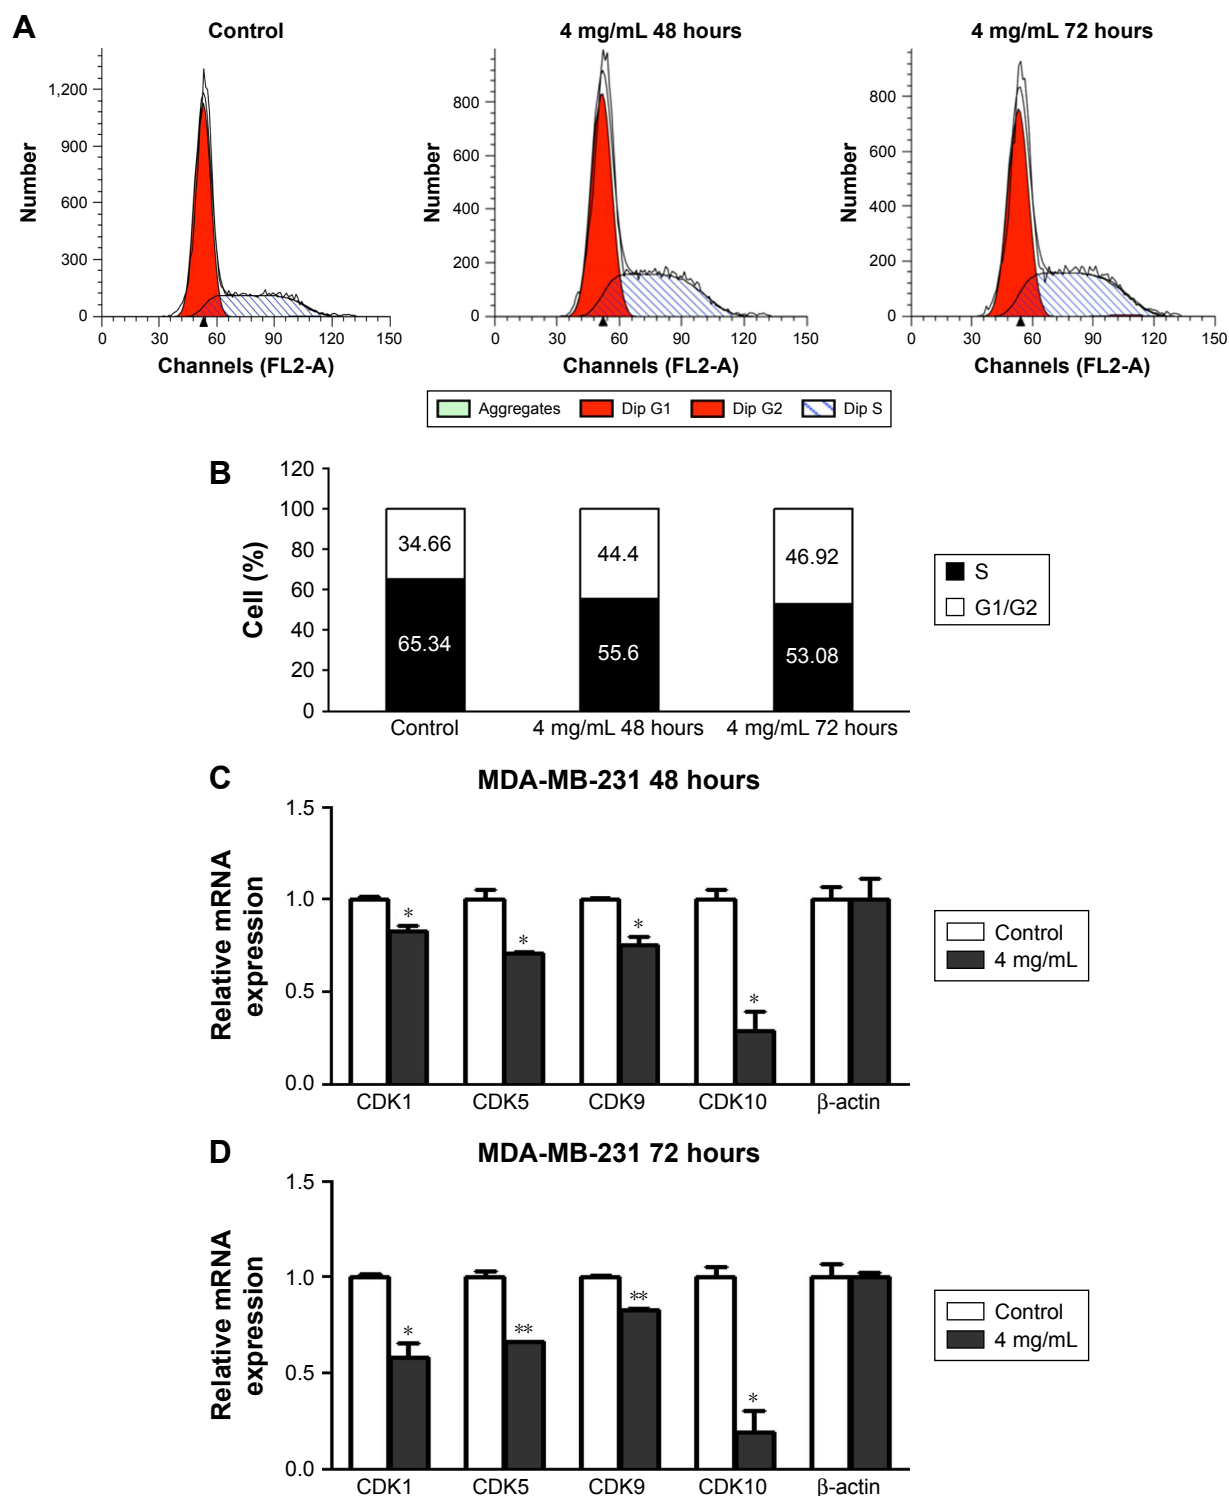 A
Control
4 mg/mL 48 hours
4 mg/mL 72 hours
Number
1,200
900
600
300
0
0 30 60 90 120 150
Channels (FL2-A)
Number
800
600
400
200
0
0 30 60 90 120 150
Channels (FL2-A)
Number
800
600
400
200
0
0 30 60 90 120 150
Channels (FL2-A)
Aggregates Dip G1 Dip G2 Dip S
B
Cell (%)
120
100
80
60
40
20
0
34.66
65.34
44.4
55.6
46.92
53.08
Control 4 mg/mL 48 hours 4 mg/mL 72 hours
S
G1/G2
C
MDA-MB-231 48 hours
Relative mRNA
expression
1.5
1.0
0.5
0.0
*
*
*
*
CDK1 CDK5 CDK9 CDK10 β-actin
Control
4 mg/mL
D
MDA-MB-231 72 hours
Relative mRNA
expression
1.5
1.0
0.5
0.0
*
**
**
*
CDK1 CDK5 CDK9 CDK10 β-actin
Control
4 mg/mL